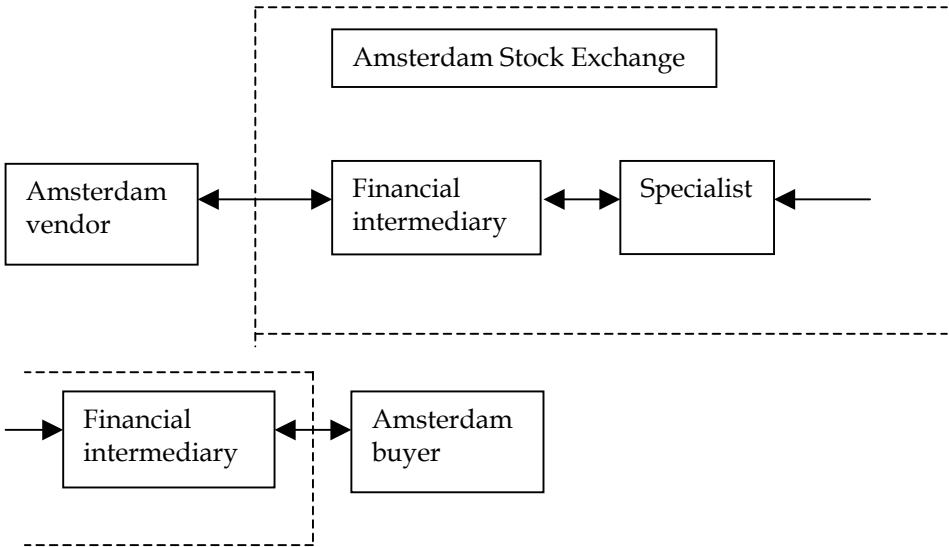 Amsterdam Stock Exchange
Amsterdam
vendor
Financial
intermediary
Specialist
Financial
intermediary
Amsterdam
buyer